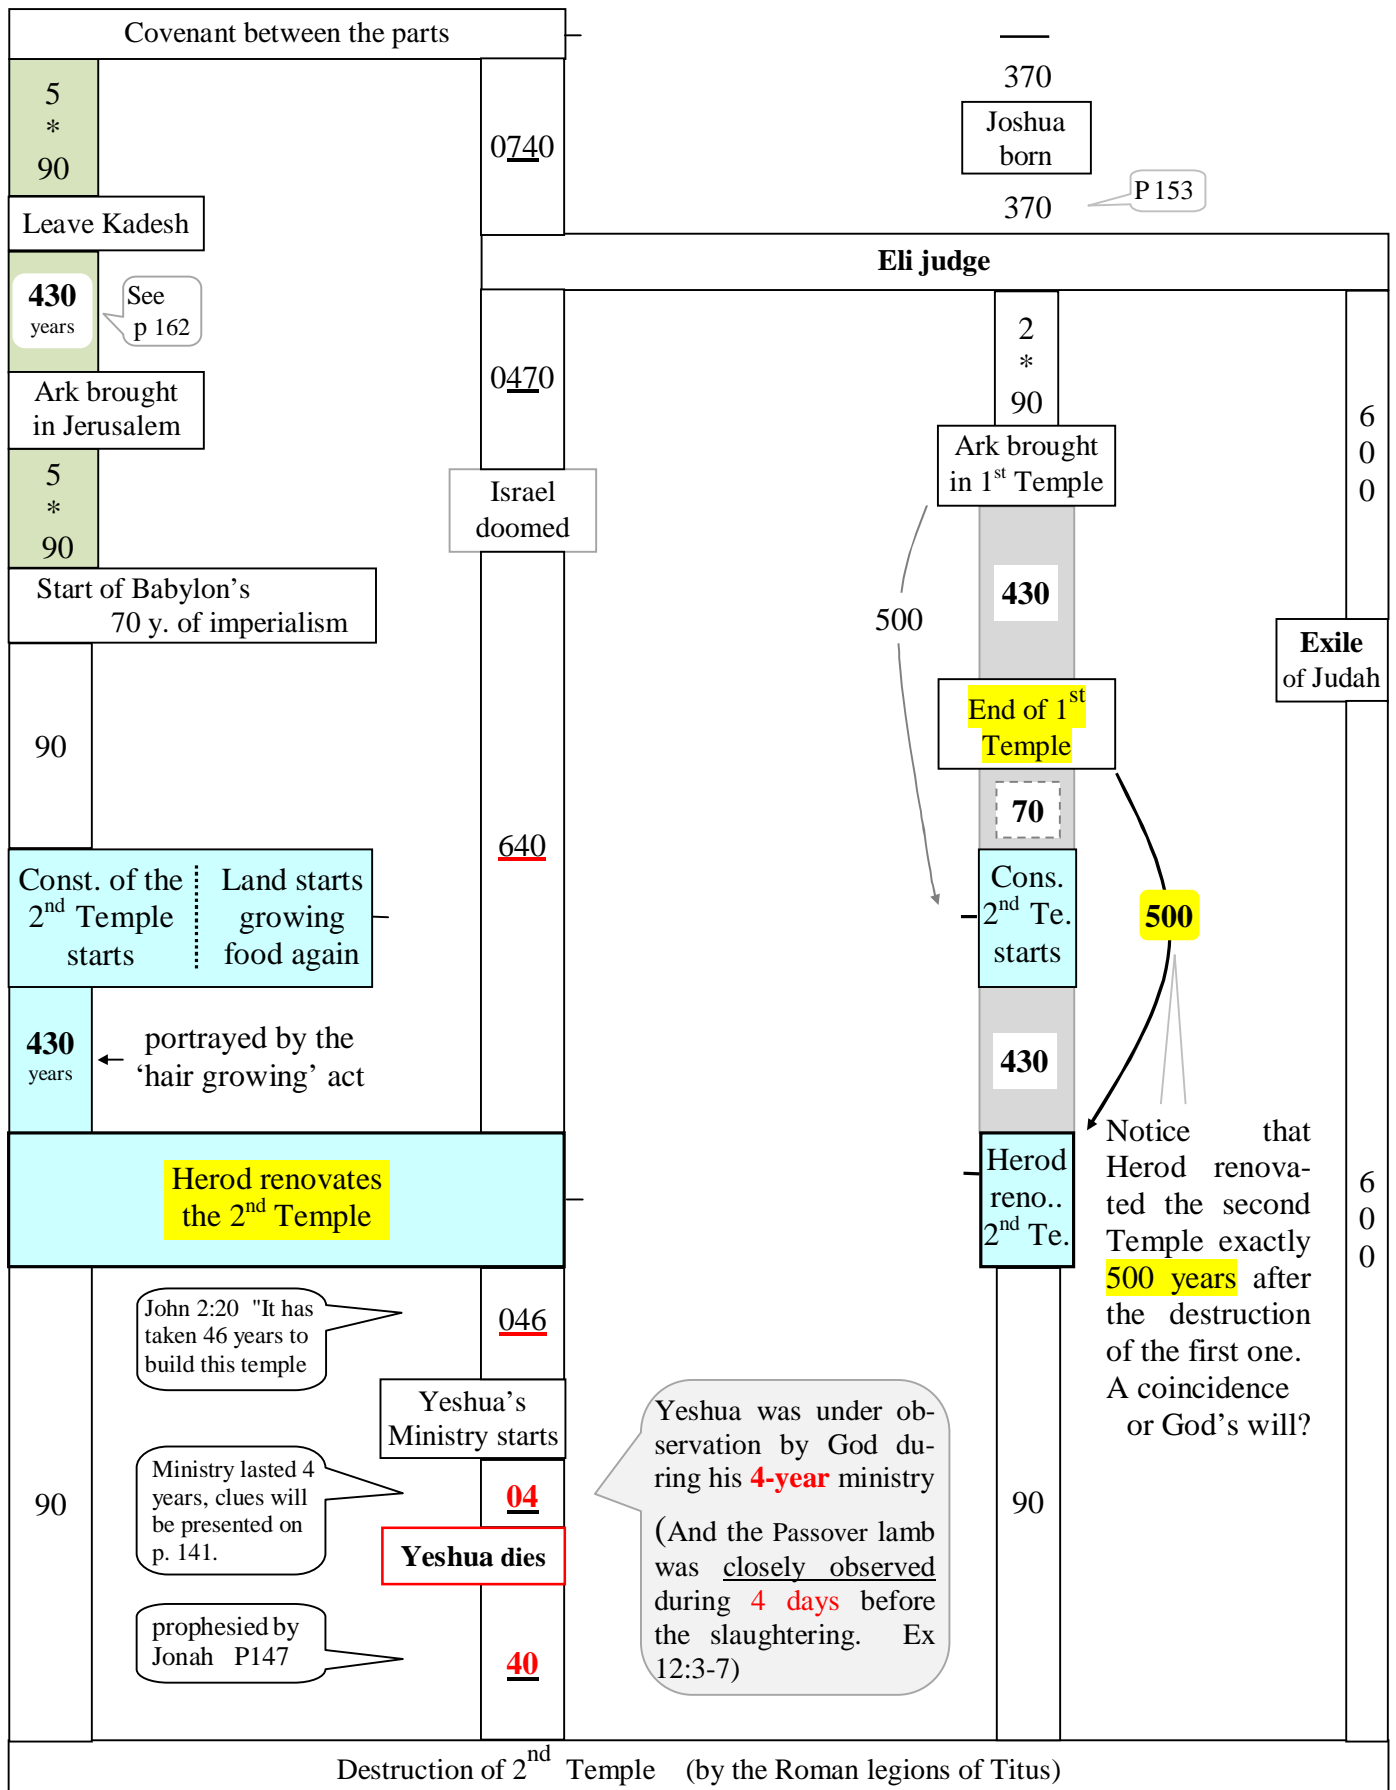 Covenant between the parts
5
*
90
Leave Kadesh
430
years
See
p 162
Ark brought
in Jerusalem
5
*
90
Start of Babylon’s
70 y. of imperialism
90
Const. of the
2nd Temple
starts
Land starts
growing
food again
430
years
portrayed by the
‘hair growing’ act
Herod renovates
the 2nd Temple
90
0740
0470
Israel
doomed
640
John 2:20 "It has
taken 46 years to
build this temple
046
Yeshua’s
Ministry starts
Ministry lasted 4
years, clues will
be presented on
p. 141.
04
Yeshua dies
prophesied by
Jonah P147
40
Yeshua was under ob-
servation by God du-
ring his 4-year ministry
(And the Passover lamb
was closely observed
during 4 days before
the slaughtering. Ex
12:3-7)
370
Joshua
born
370
P 153
Eli judge
2
*
90
Ark brought
in 1st Temple
500
430
End of 1st
Temple
70
Cons.
2nd Te.
starts
500
430
Herod
reno..
2nd Te.
90
Notice that
Herod renova-
ted the second
Temple exactly
500 years after
the destruction
of the first one.
A coincidence
or God’s will?
6
0
0
Exile
of Judah
6
0
0
Destruction of 2nd Temple (by the Roman legions of Titus)